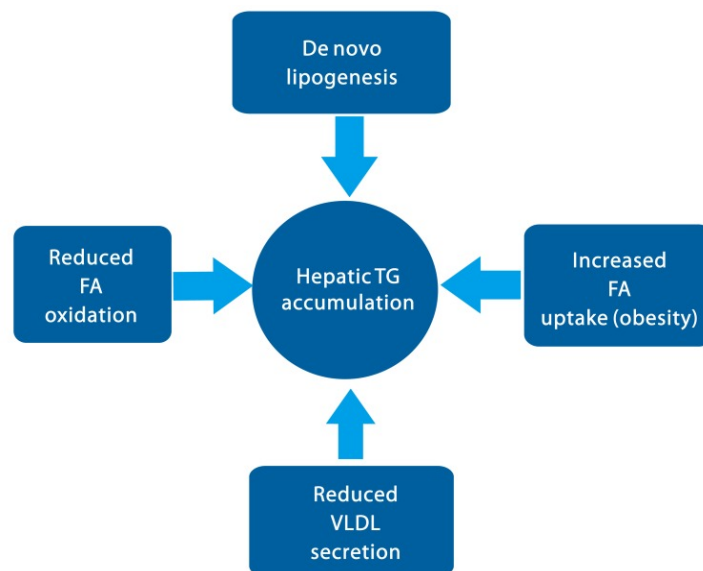 De novo
lipogenesis
Reduced
FA
oxidation
Hepatic TG
accumulation
Increased
FA
uptake (obesity)
Reduced
VLDL
secretion